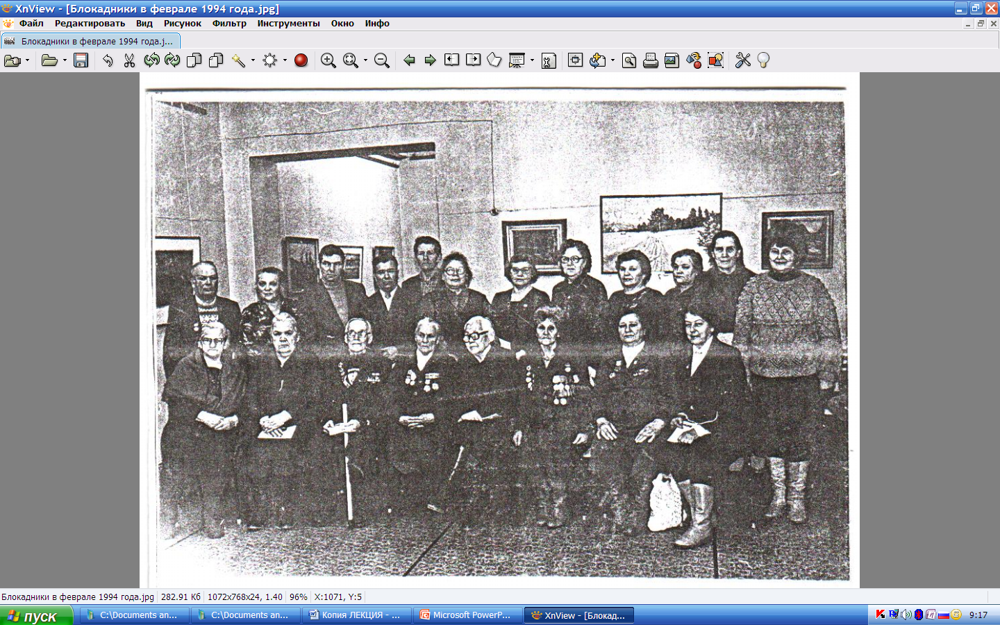 XnView - [Блокадники в феврале 1994 года.jpg]
Файл Редактировать Вид Рисунок Фильтр Инструменты Окно Инфо
Блокадники в феврале 1994 года.j...
Блокадники в феврале 1994 года.jpg 282.91 Кб 1072x768x24, 1.40 96% X:1071, Y:5
пуск C:\Documents an... C:\Documents an... Копия ЛЕКЦИЯ - ... Microsoft PowerP... XnView - [Блокад... 9:17